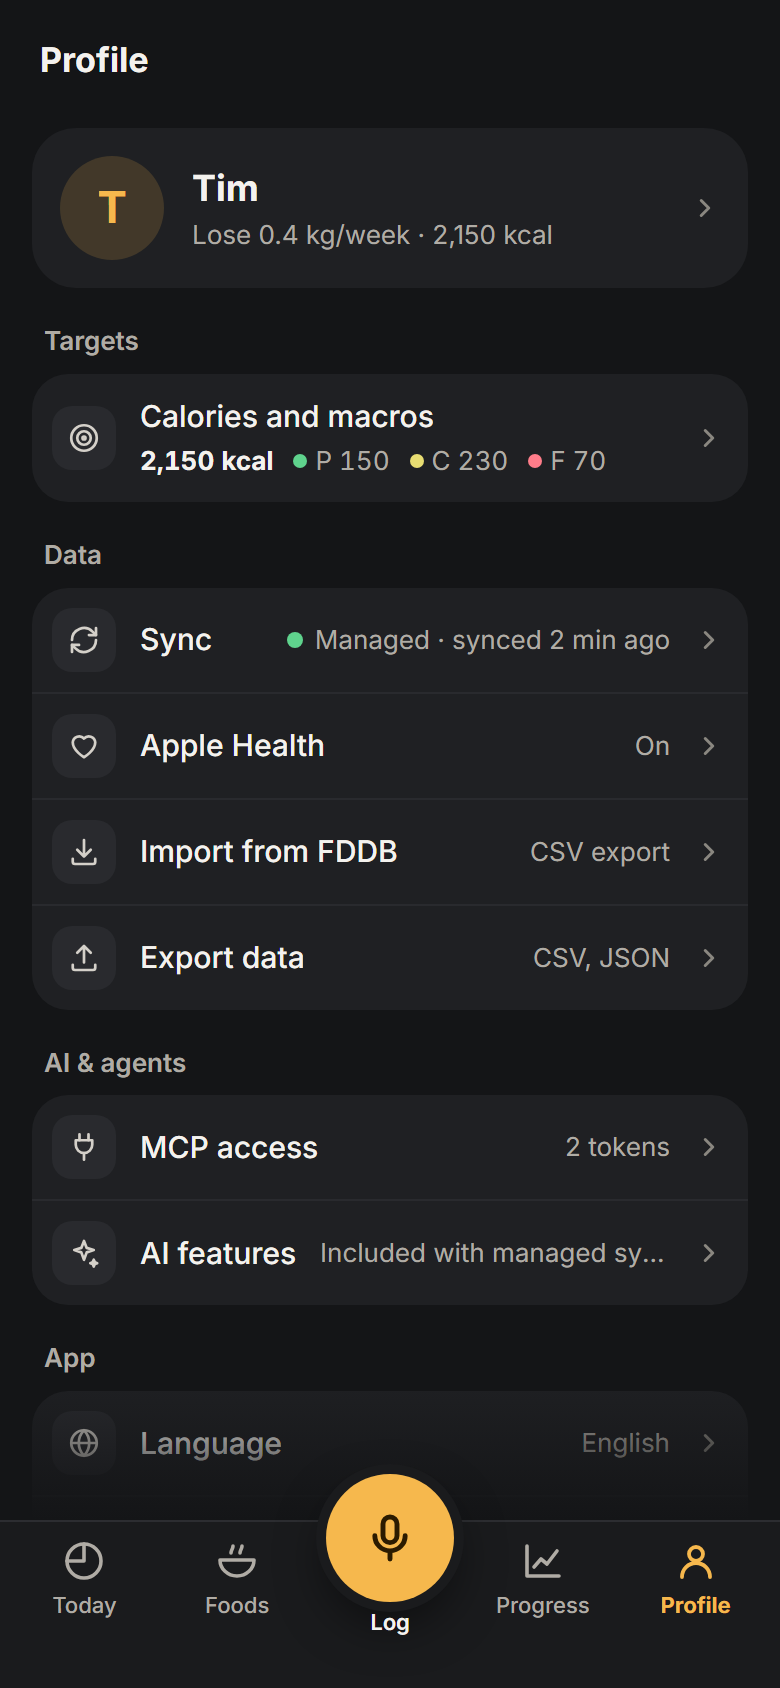 Profile
T
Tim
Lose 0.4 kg/week · 2,150 kcal
Targets
Calories and macros
2,150 kcal P 150 C 230 F 70
Data
Sync Managed · synced 2 min ago
Apple Health On
Import from FDDB CSV export
Export data CSV, JSON
AI & agents
MCP access 2 tokens
AI features Included with managed sy...
App
Language English
Today Foods Log Progress Profile